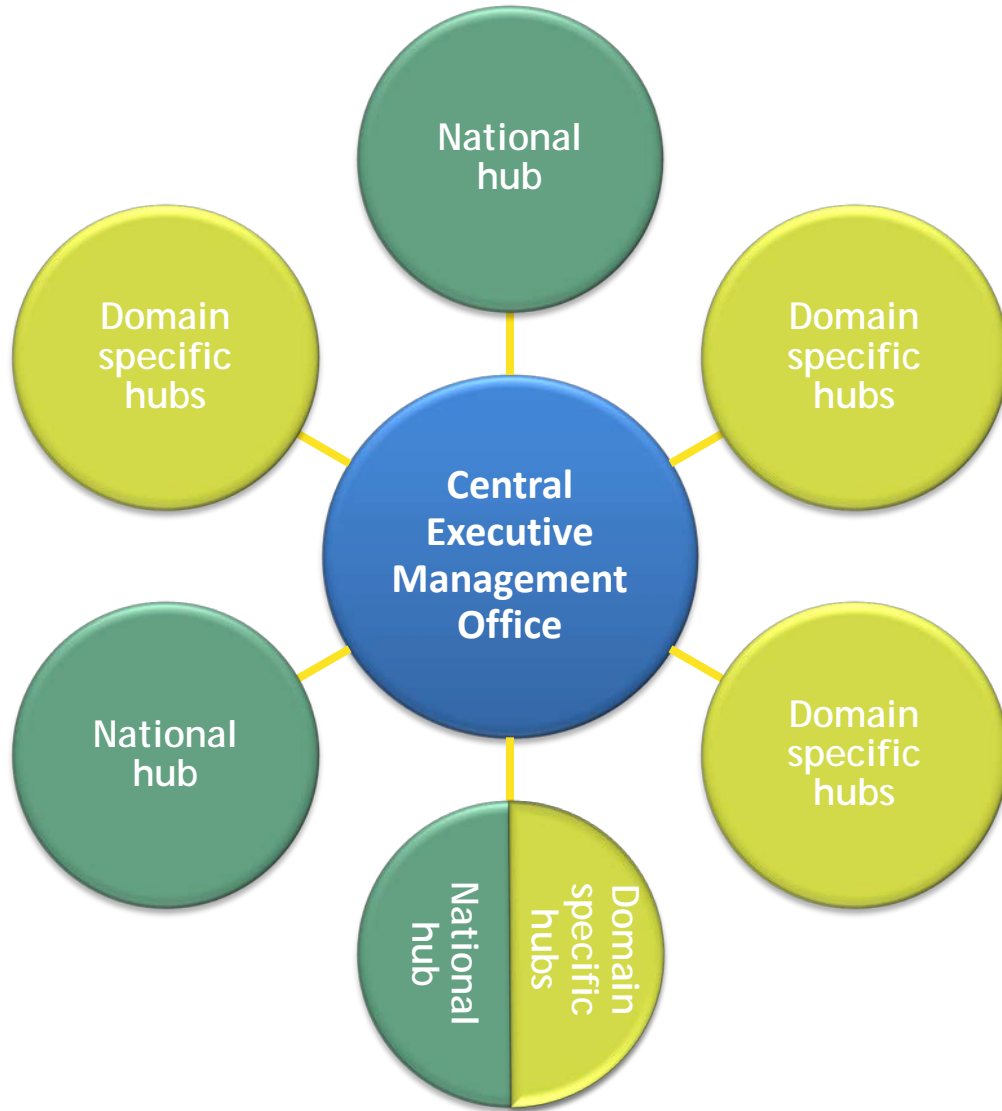 National
hub
Domain
specific
hubs
Domain
specific
hubs
Central
Executive
Management
Office
National
hub
Domain
specific
hubs
National
hub
Domain
specific
hubs